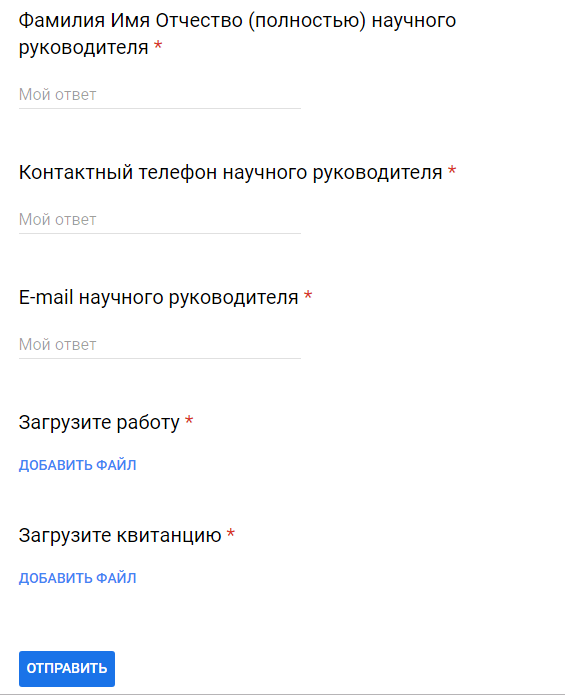 Фамилия Имя Отчество (полностью) научного
руководителя *
Мой ответ
Контактный телефон научного руководителя *
Мой ответ
E-mail научного руководителя *
Мой ответ
Загрузите работу *
ДОБАВИТЬ ФАЙЛ
Загрузите квитанцию *
ДОБАВИТЬ ФАЙЛ
ОТПРАВИТЬ